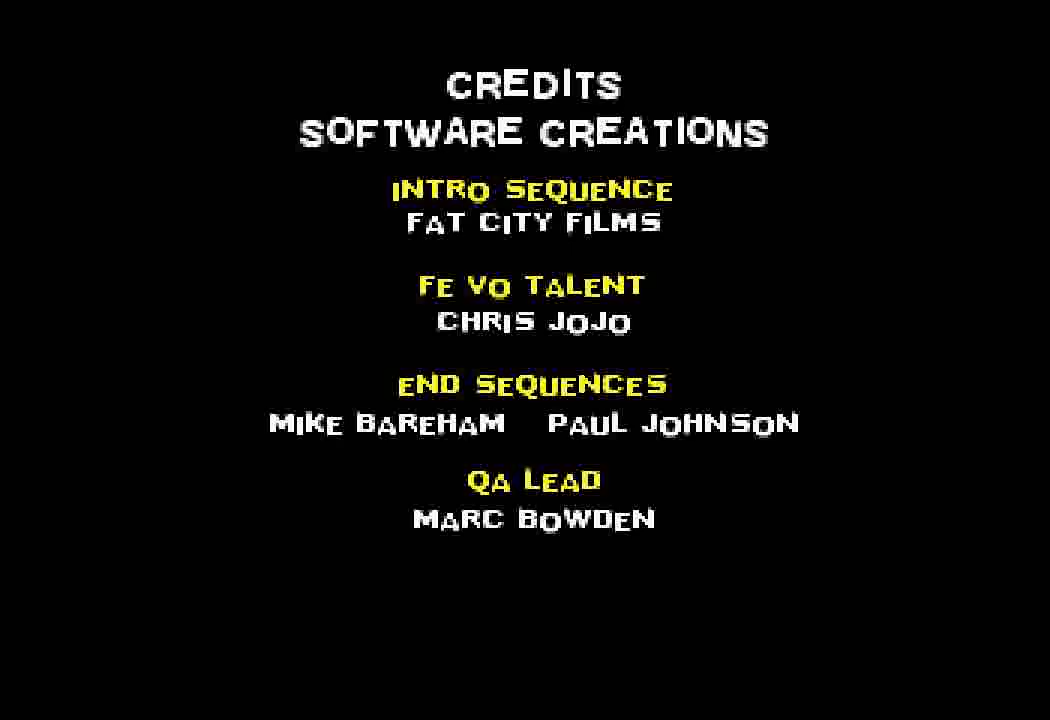 CREDITS
SOFTWARE CREATIONS
INTRO SEQUENCE
FAT CITY FILMS
FE VO TALENT
CHRIS JOJO
END SEQUENCES
MIKE BAREHAM PAUL JOHNSON
QA LEAD
MARC BOWDEN